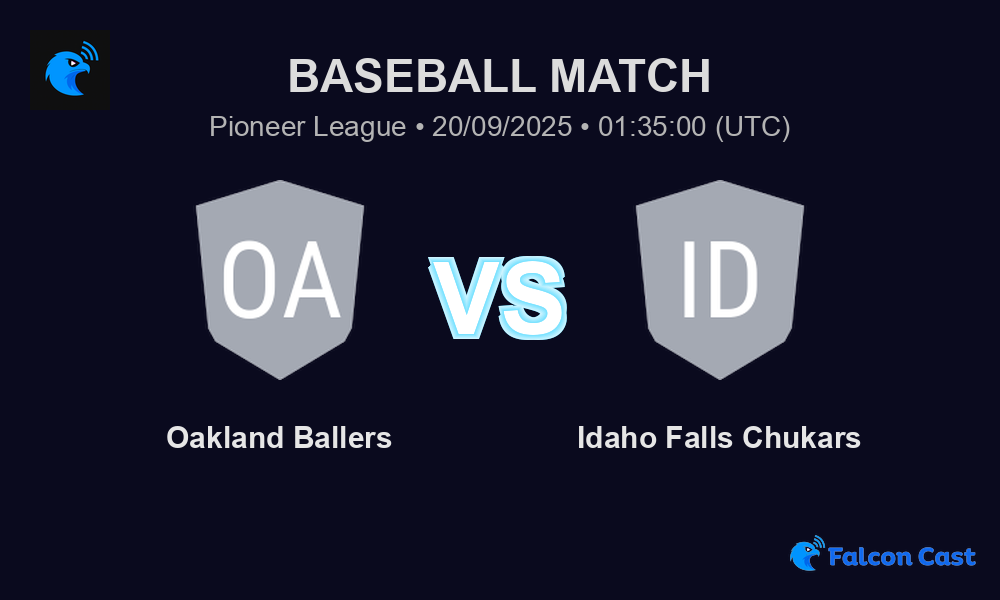 BASEBALL MATCH
Pioneer League • 20/09/2025 • 01:35:00 (UTC)
OA
VS
ID
Oakland Ballers
Idaho Falls Chukars
Falcon Cast